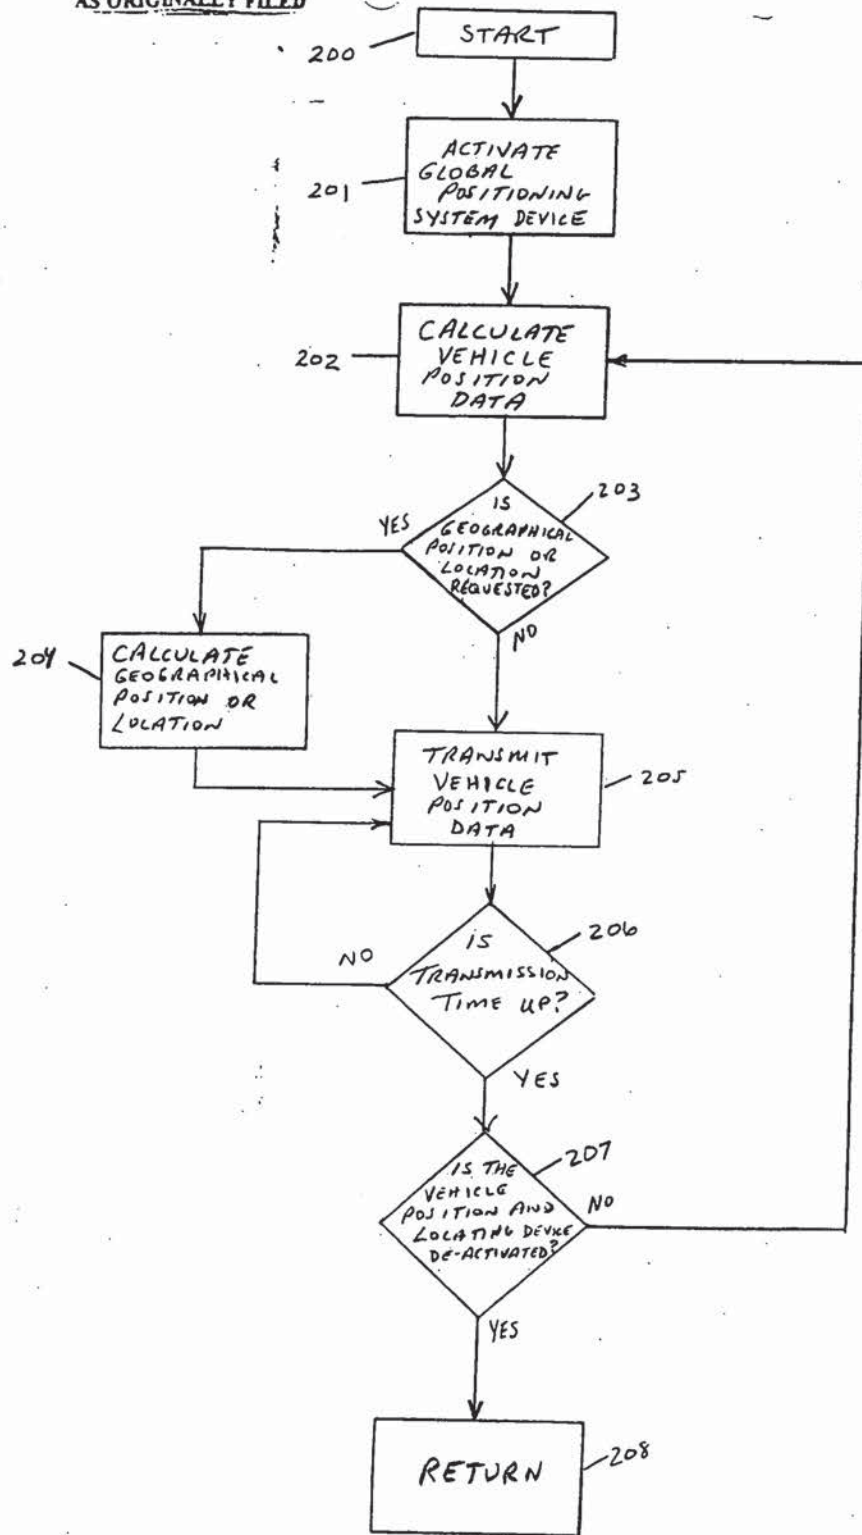 AS ORIGINALLY FILED
START
200
ACTIVATE
GLOBAL
POSITIONING
SYSTEM DEVICE
201
CALCULATE
VEHICLE
POSITION
DATA
202
IS
GEOGRAPHICAL
POSITION OR
LOCATION
REQUESTED?
203
YES
NO
204
CALCULATE
GEOGRAPHICAL
POSITION OR
LOCATION
TRANSMIT
VEHICLE
POSITION
DATA
205
IS
TRANSMISSION
TIME UP?
206
NO
YES
IS THE
VEHICLE
POSITION AND
LOCATING DEVICE
DE-ACTIVATED?
207
NO
YES
RETURN
208